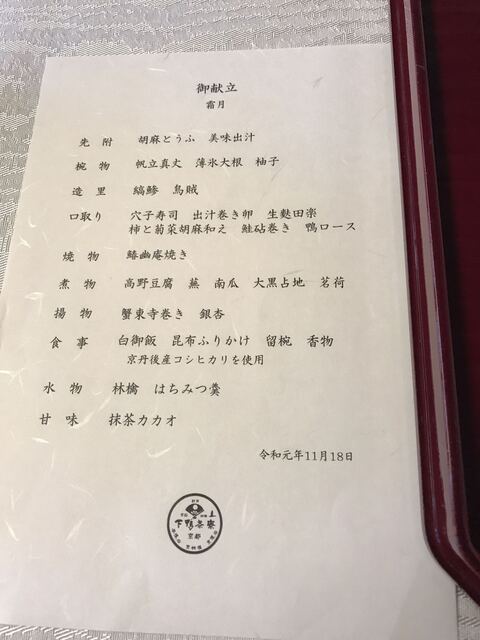 御献立
霜月
先附 胡麻とうふ 美味出汁
椀物 帆立真丈 薄氷大根 柚子
造里 縞鯵 烏賊
口取り 穴子寿司 出汁巻き卵 生麩田楽
柿と菊菜胡麻和え 鮭砧巻き 鴨ロース
焼物 鰆幽庵焼き
煮物 高野豆腐 蕪 南瓜 大黒占地 茗荷
揚物 蟹東寺巻き 銀杏
食事 白御飯 昆布ふりかけ 留椀 香物
京丹後産コシヒカリを使用
水物 林檎 はちみつ羹
甘味 抹茶カカオ
令和元年11月18日
下鴨茶寮
京都